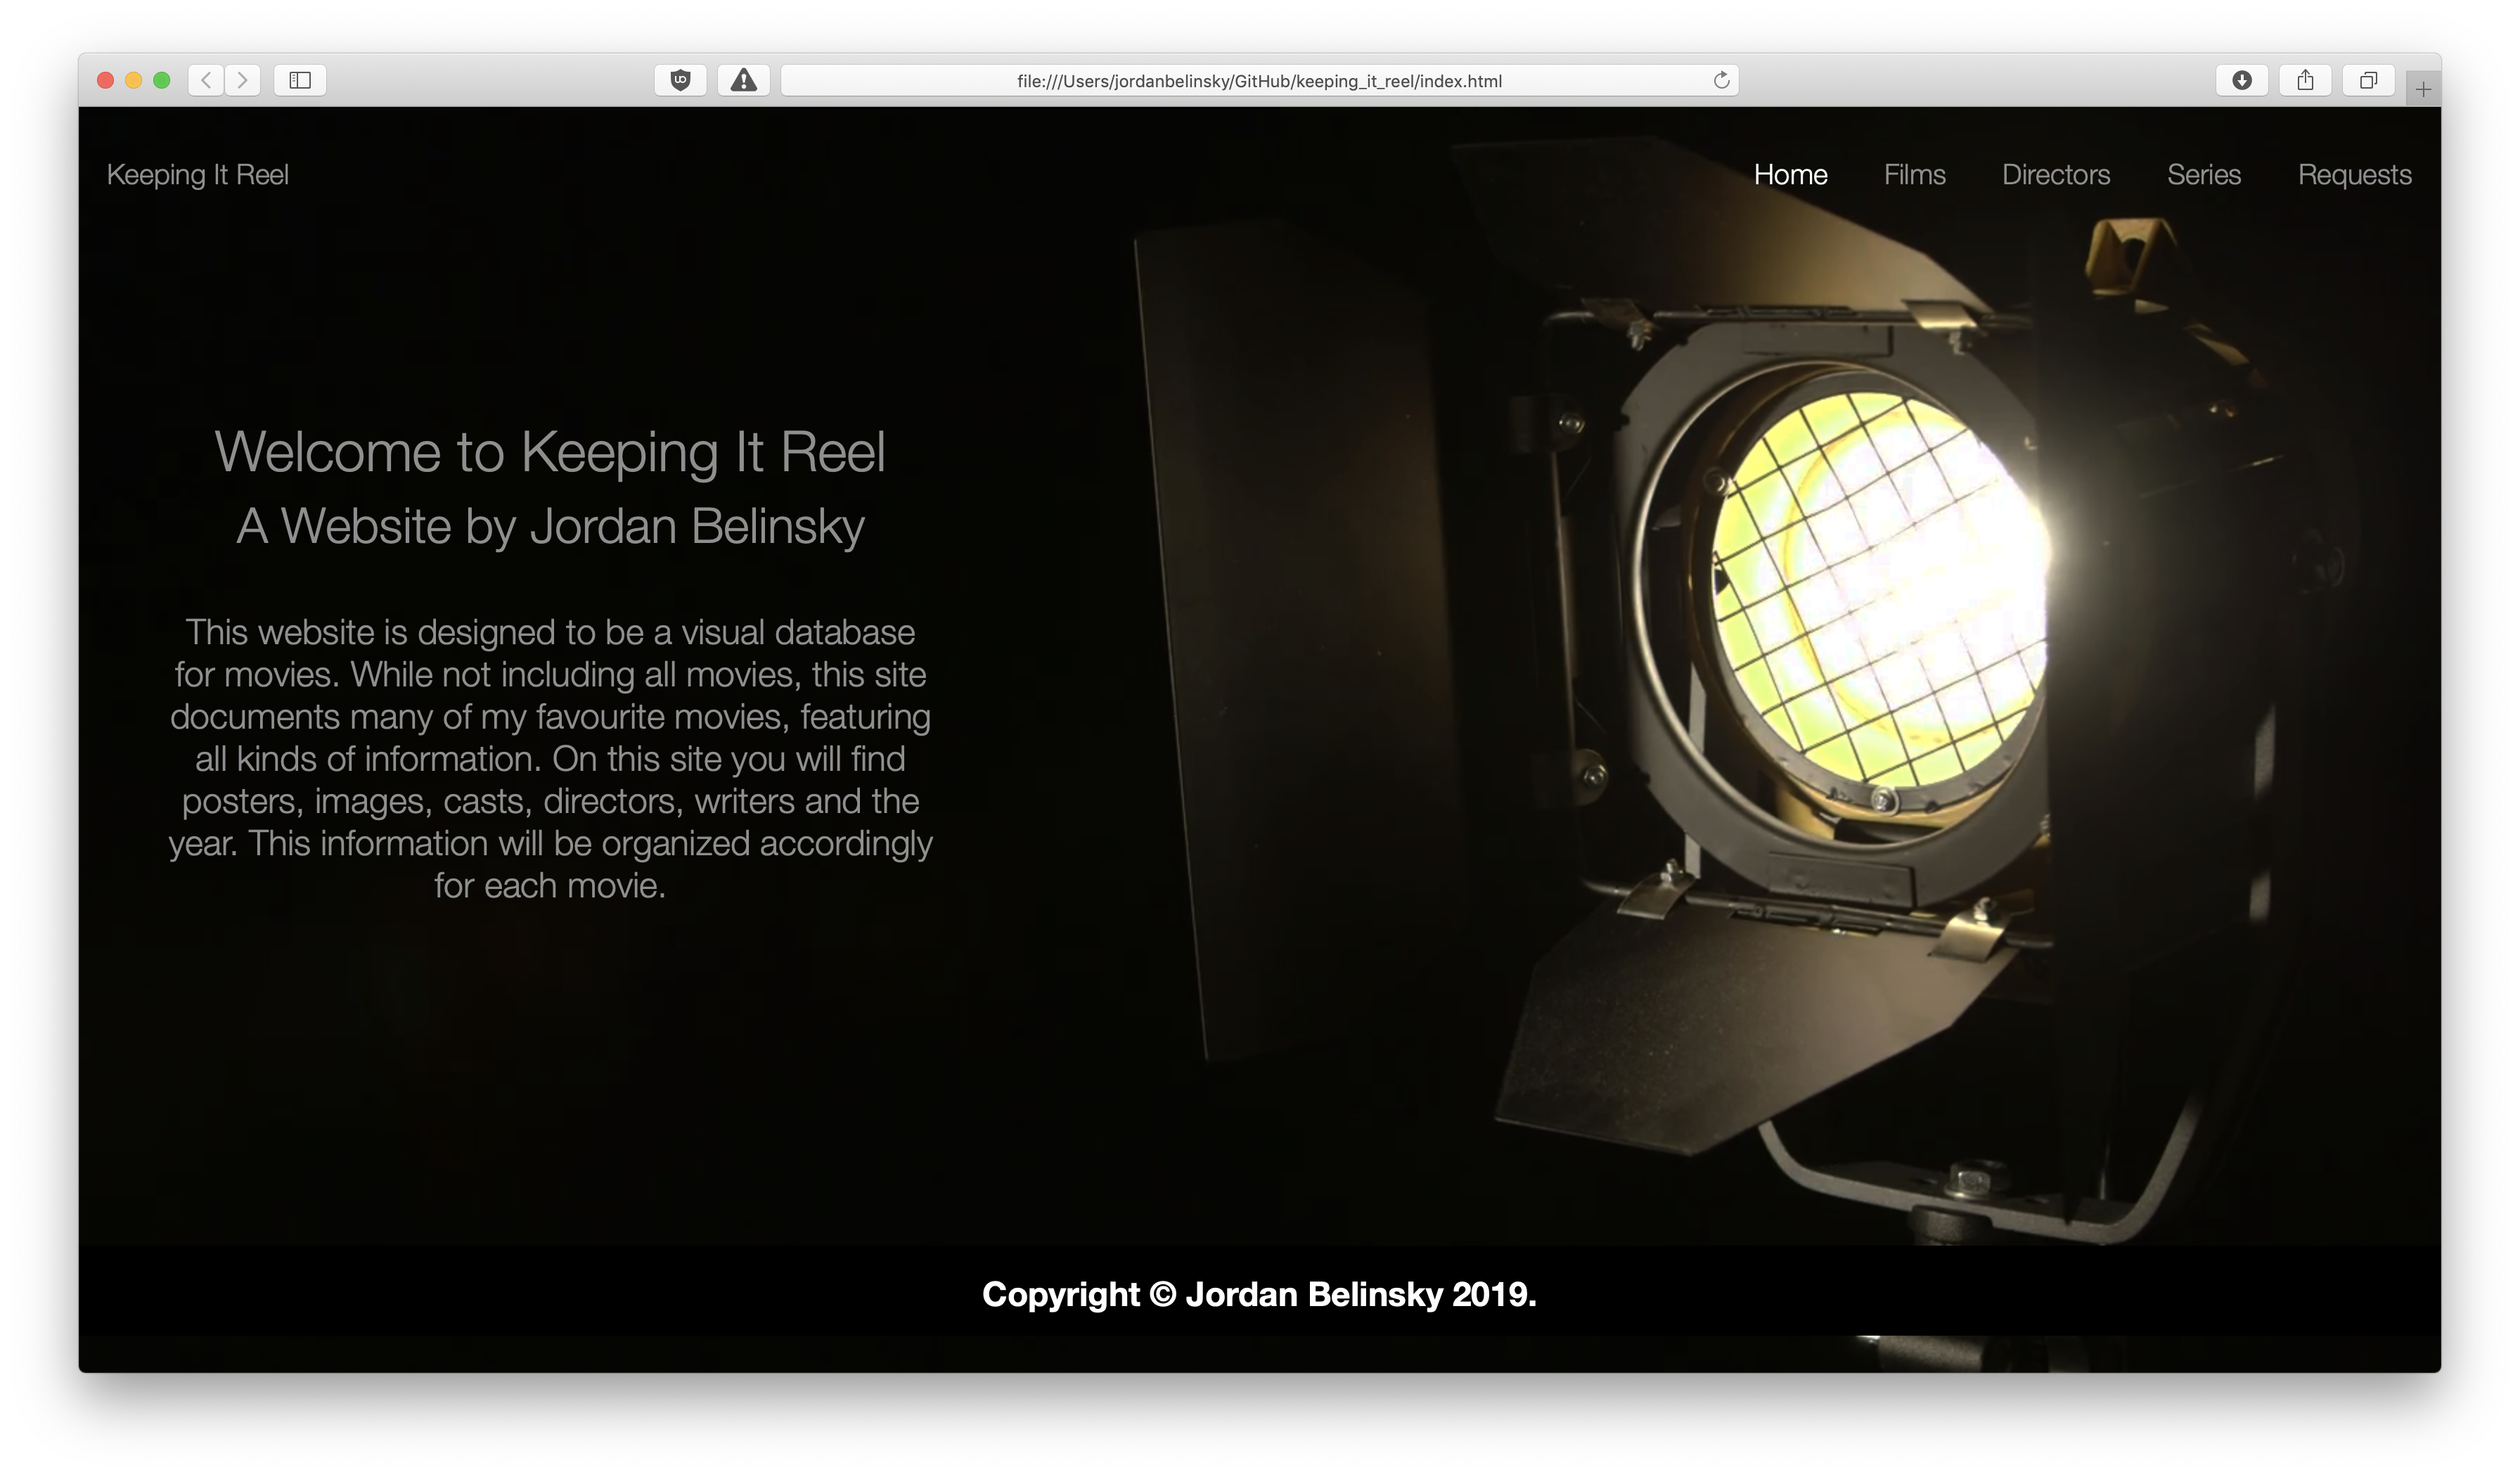 file:///Users/jordanbelinsky/GitHub/keeping_it_reel/index.html
Keeping It Reel
Home Films Directors Series Requests
Welcome to Keeping It Reel
A Website by Jordan Belinsky
This website is designed to be a visual database
for movies. While not including all movies, this site
documents many of my favourite movies, featuring
all kinds of information. On this site you will find
posters, images, casts, directors, writers and the
year. This information will be organized accordingly
for each movie.
Copyright © Jordan Belinsky 2019.